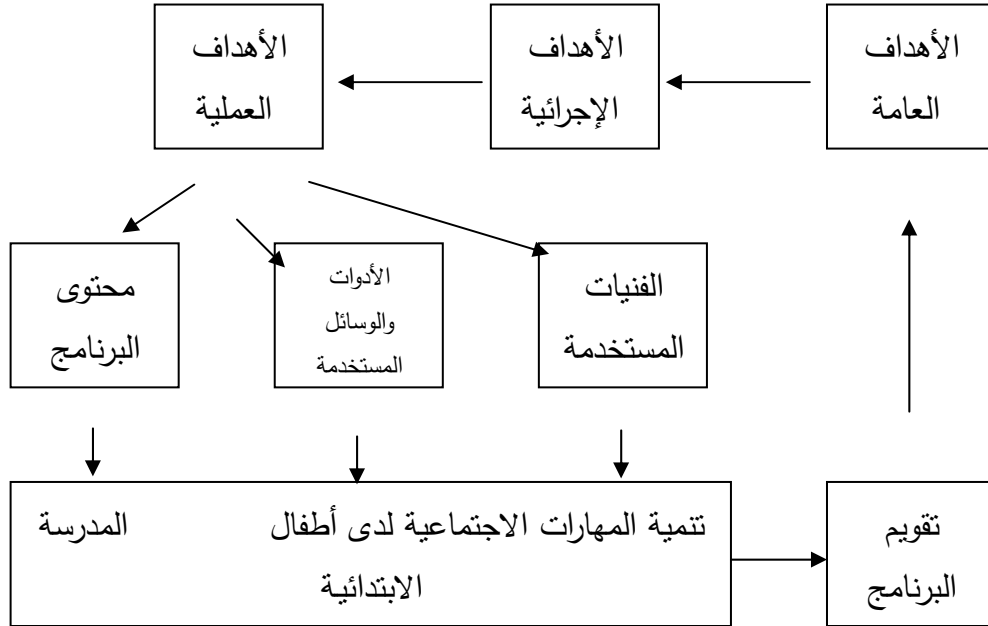 الأهداف
العامة
الأهداف
الإجرائية
الأهداف
العملية
الفنيات
المستخدمة
الأدوات
والوسائل
المستخدمة
محتوى
البرنامج
تنمية المهارات الاجتماعية لدى أطفال المدرسة
الابتدائية
تقويم
البرنامج